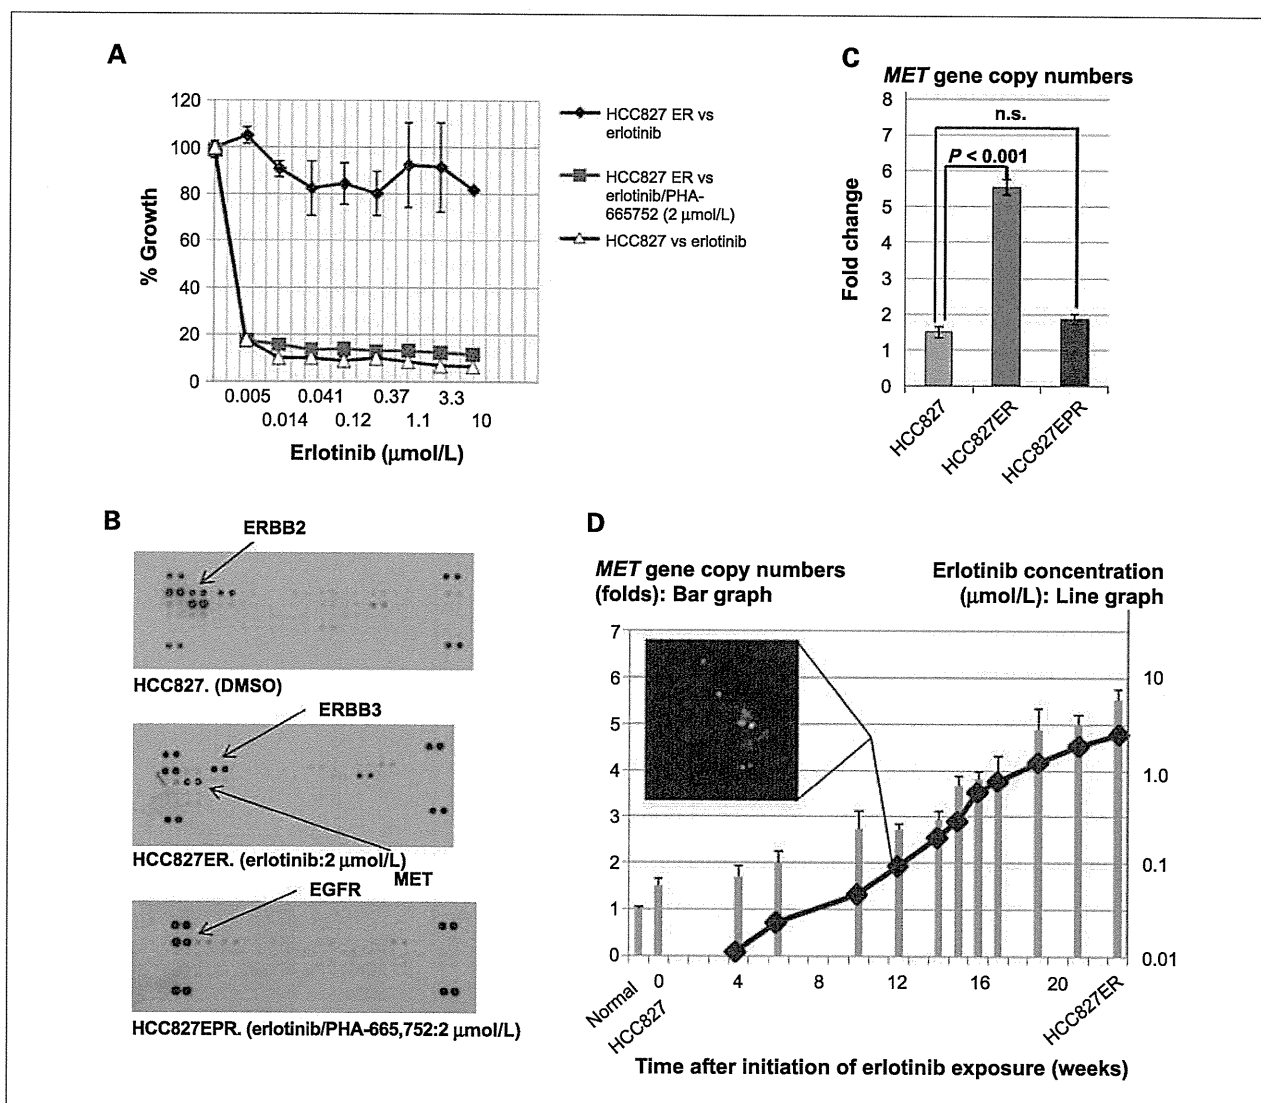 A
120
100
80
60
40
20
0
% Growth
0.005 0.041 0.37 3.3
0.014 0.12 1.1 10
Erlotinib (μmol/L)
HCC827 ER vs
erlotinib
HCC827 ER vs
erlotinib/PHA-
665752 (2 μmol/L)
HCC827 vs erlotinib
C
MET gene copy numbers
8
7
6
5
4
3
2
1
0
Fold change
n.s.
P < 0.001
HCC827
HCC827ER
HCC827EPR
B
ERBB2
HCC827. (DMSO)
ERBB3
HCC827ER. (erlotinib:2 μmol/L)
MET
EGFR
HCC827EPR. (erlotinib/PHA-665,752:2 μmol/L)
D
MET gene copy numbers
(folds): Bar graph
Erlotinib concentration
(μmol/L): Line graph
7
6
5
4
3
2
1
0
10
1.0
0.1
0.01
Normal
0 4 8 12 16 20
HCC827
HCC827ER
Time after initiation of erlotinib exposure (weeks)